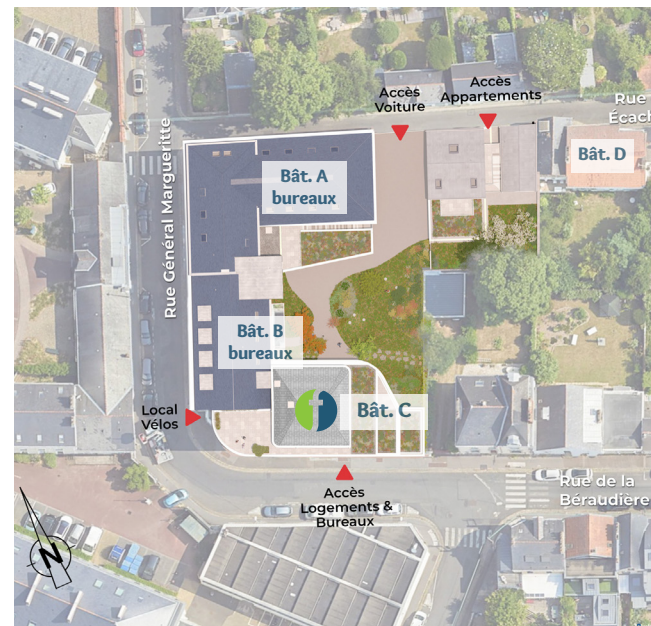 Accès
Voiture
Accès
Appartements
Rue
Écach
Bât. D
Bât. A
bureaux
Rue Général Margueritte
Bât. B
bureaux
Bât. C
Local
Vélos
Accès
Logements &
Bureaux
Rue de la
Béraudière
N